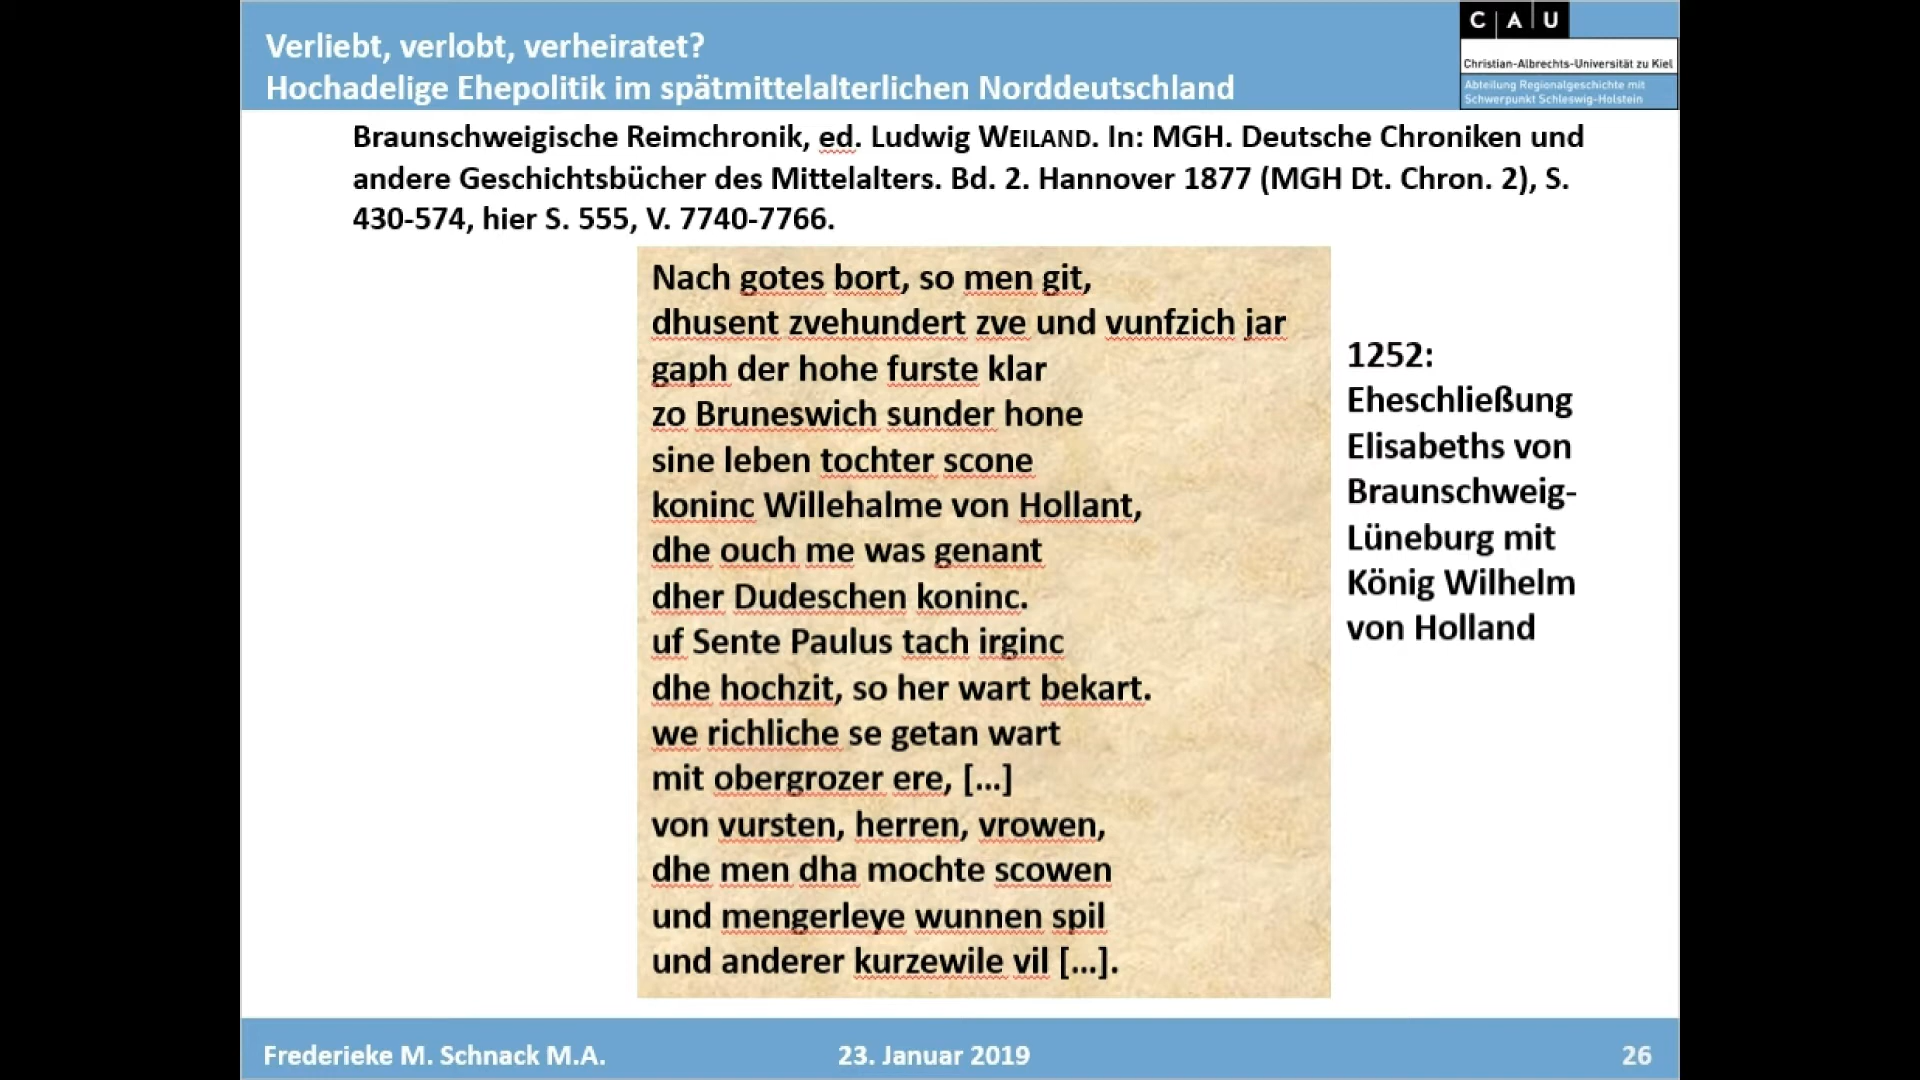 Verliebt, verlobt, verheiratet?
Hochadelige Ehepolitik im spätmittelalterlichen Norddeutschland
C A U
Christian-Albrechts-Universität zu Kiel
Abteilung Regionalgeschichte mit
Schwerpunkt Schleswig-Holstein
Braunschweigische Reimchronik, ed. Ludwig WEILAND. In: MGH. Deutsche Chroniken und
andere Geschichtsbücher des Mittelalters. Bd. 2. Hannover 1877 (MGH Dt. Chron. 2), S.
430-574, hier S. 555, V. 7740-7766.
Nach gotes bort, so men git,
dhusent zvehundert zve und vunfzich jar
gaph der hohe furste klar
zo Bruneswich sunder hone
sine leben tochter scone
koninc Willehalme von Hollant,
dhe ouch me was genant
dher Dudeschen koninc.
uf Sente Paulus tach irginc
dhe hochzit, so her wart bekart.
we richliche se getan wart
mit obergrozer ere, [...]
von vursten, herren, vrowen,
dhe men dha mochte scowen
und mengerleye wunnen spil
und anderer kurzewile vil [...].
1252:
Eheschließung
Elisabeths von
Braunschweig-
Lüneburg mit
König Wilhelm
von Holland
Frederieke M. Schnack M.A.
23. Januar 2019
26